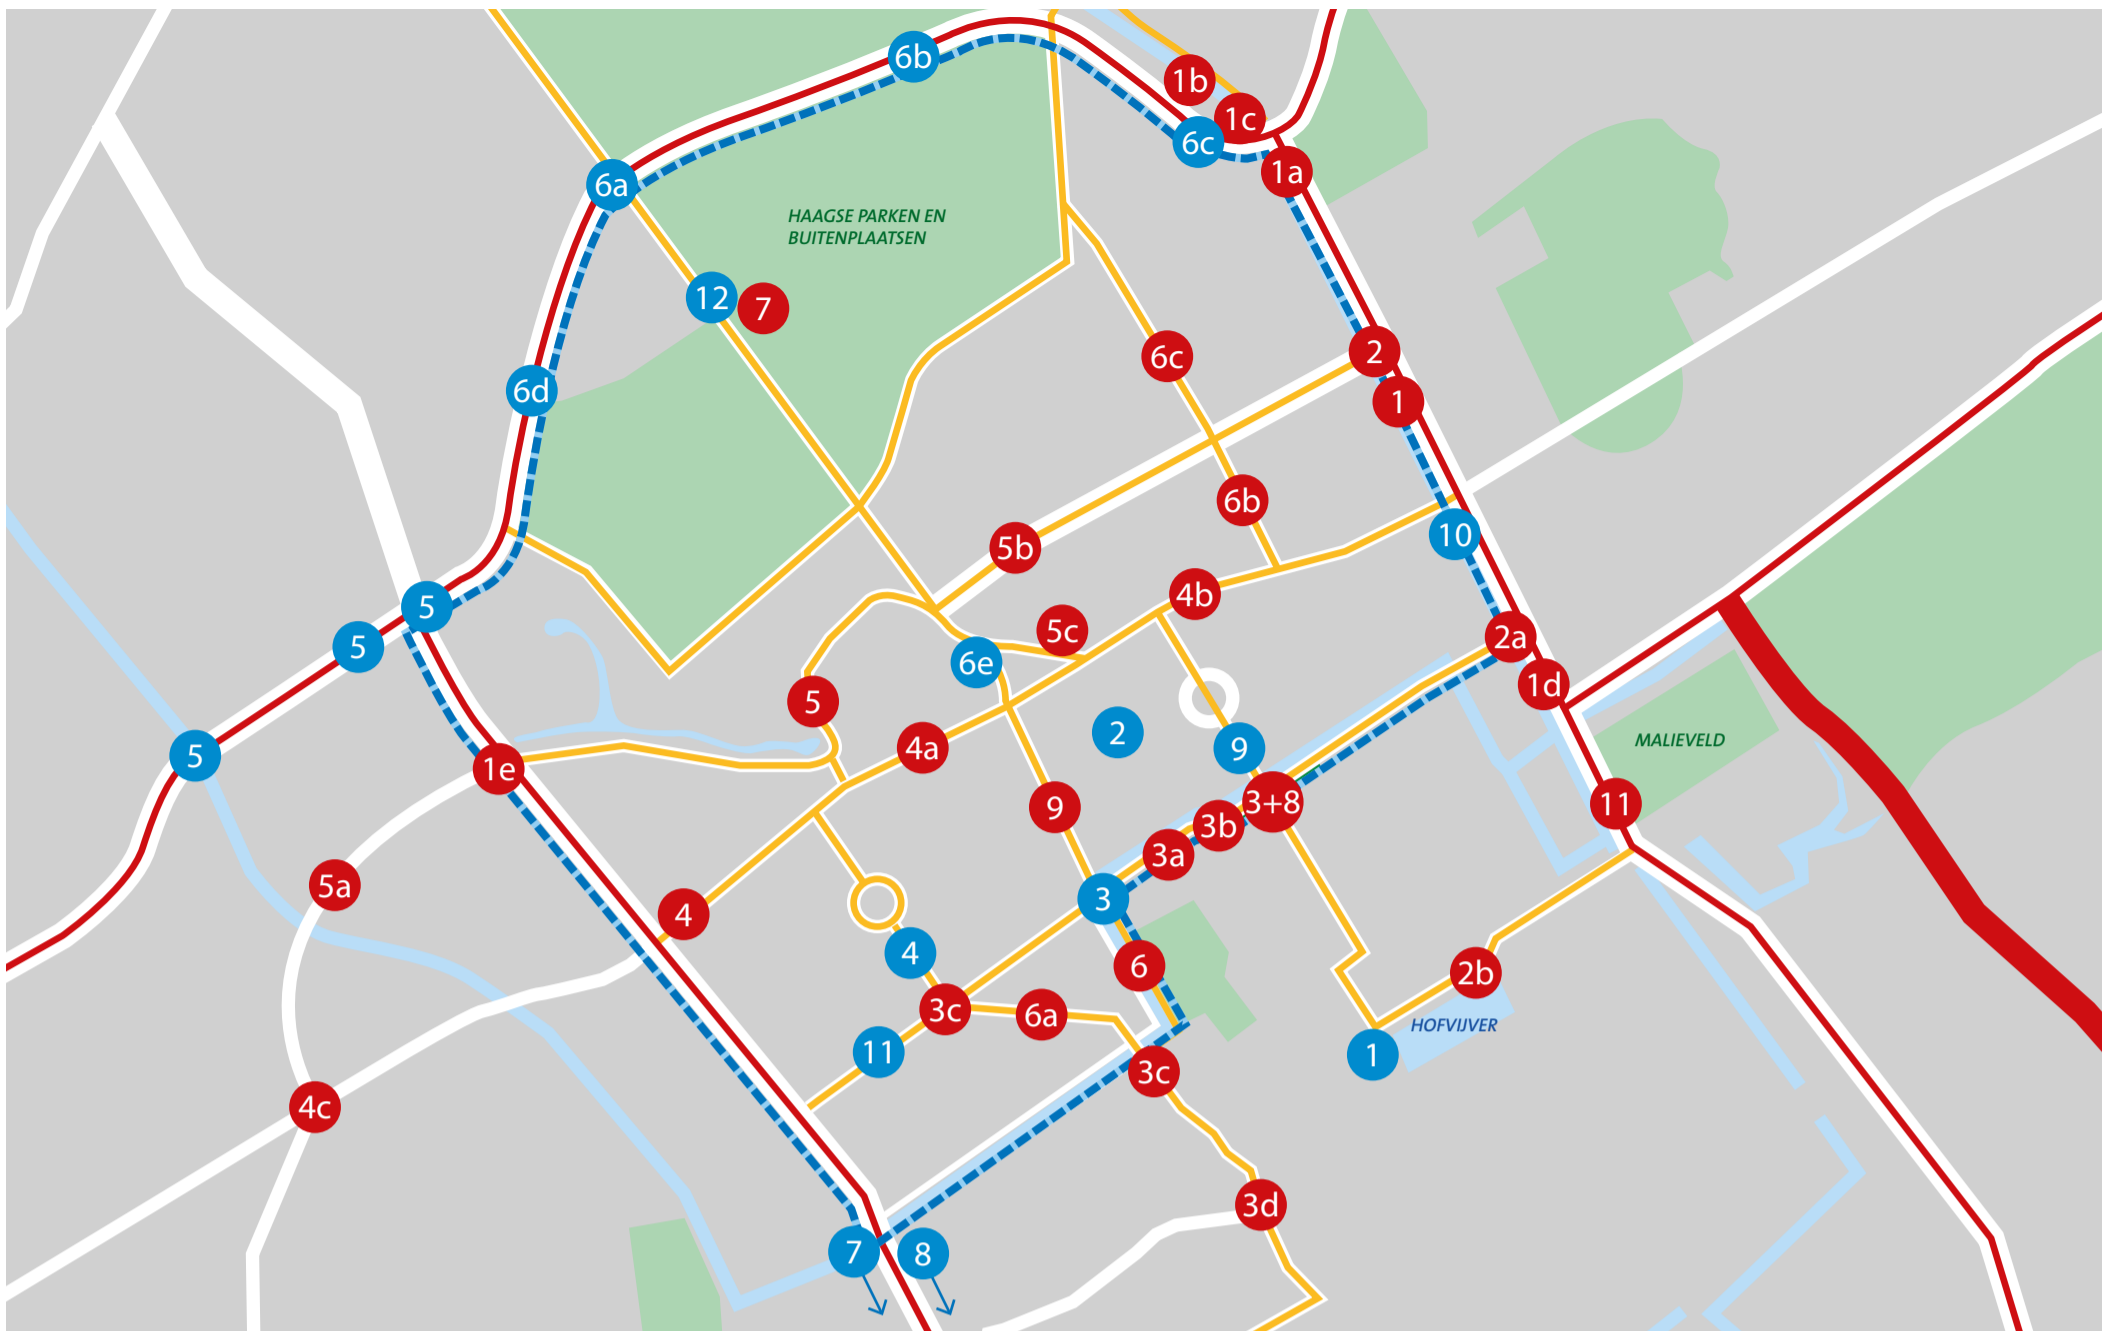 6b
1b
1c
6c
1a
6a
HAAGSE PARKEN EN
BUITENPLAATSEN
12
7
6c
2
6d
1
6b
10
5b
4b
5
5c
2a
5
6e
1d
5
2
4a
9
MALIEVELD
5
1e
9
3+8
11
3b
3a
5a
3
4
4
6
2b
3c
6a
HOFVIJVER
11
1
3c
4c
3d
7
8